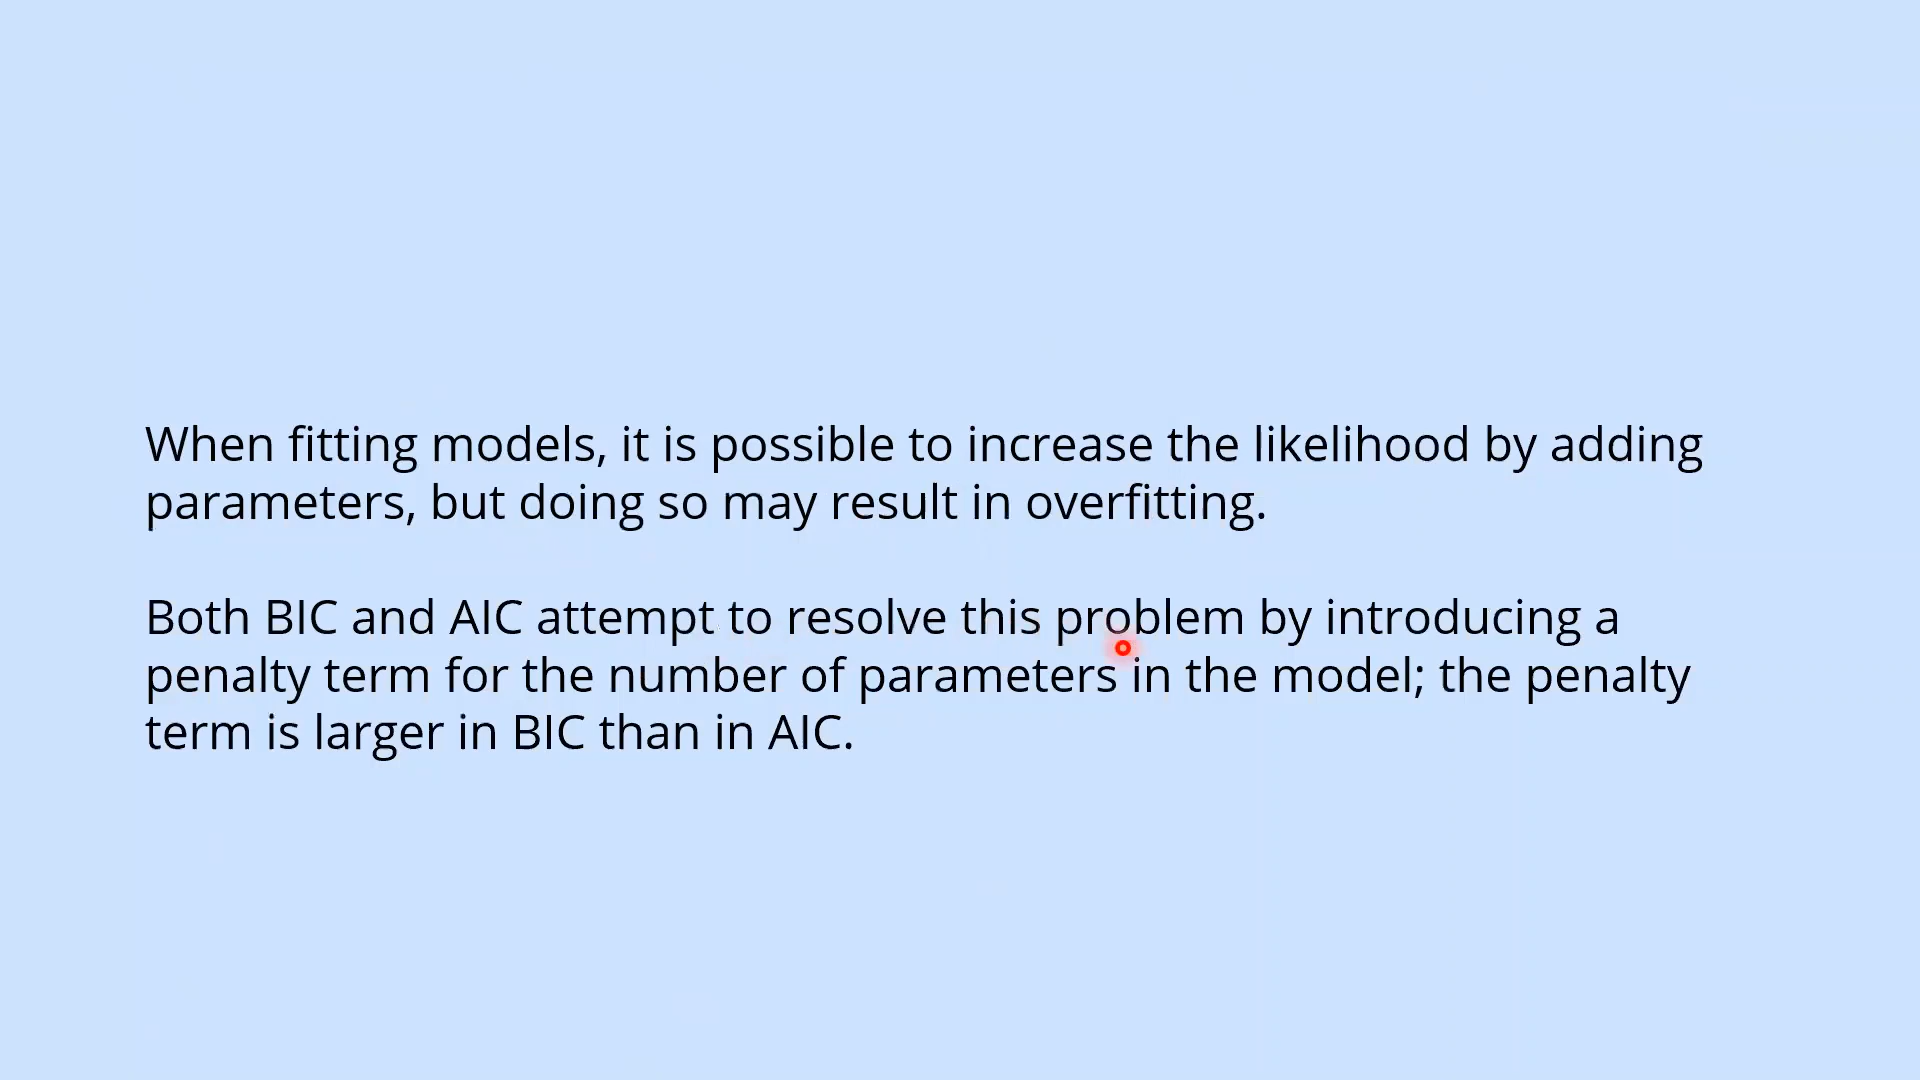 When fitting models, it is possible to increase the likelihood by adding
parameters, but doing so may result in overfitting.
Both BIC and AIC attempt to resolve this problem by introducing a
penalty term for the number of parameters in the model; the penalty
term is larger in BIC than in AIC.